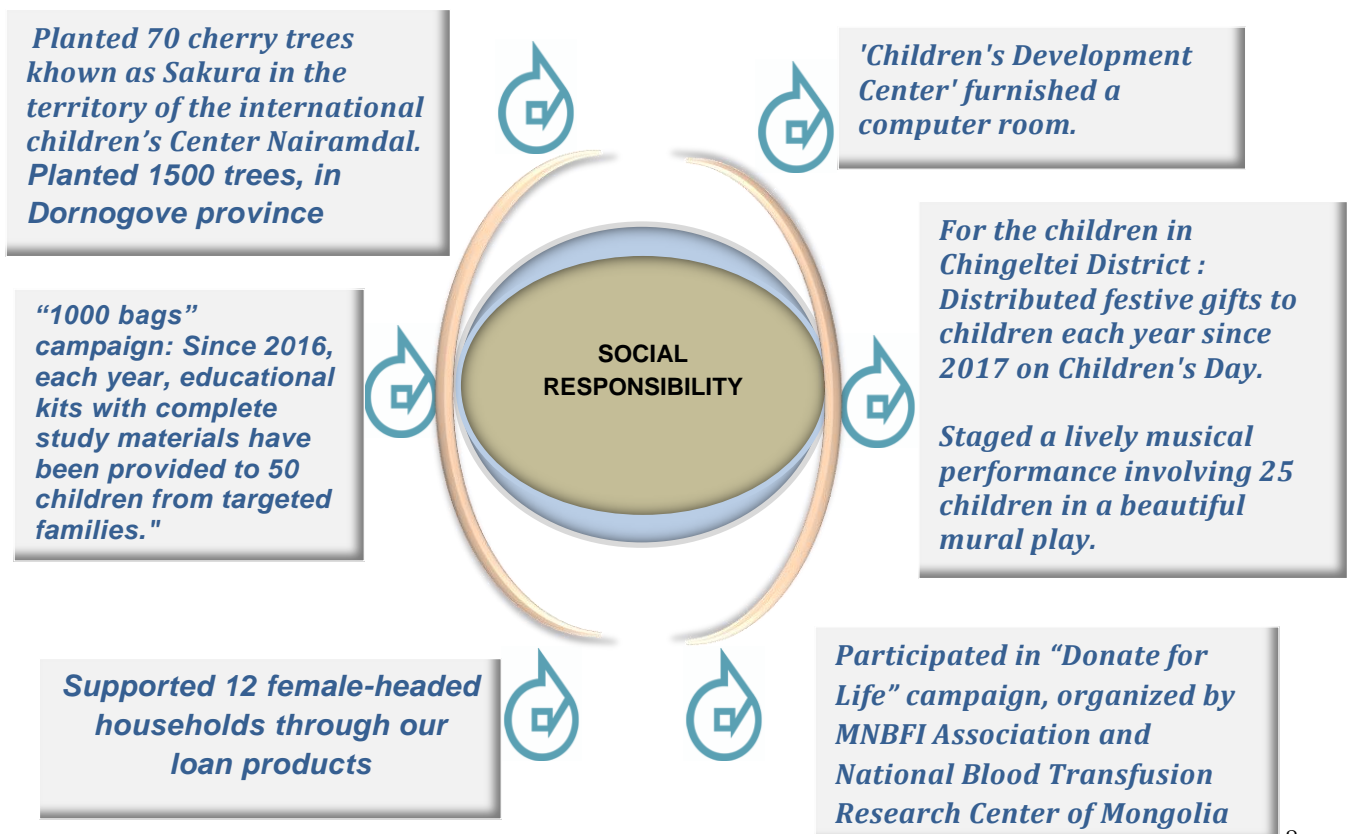 Planted 70 cherry trees
khown as Sakura in the
territory of the international
children’s Center Nairamdal.
Planted 1500 trees, in
Dornogove province
'Children's Development
Center' furnished a
computer room.
“1000 bags”
campaign: Since 2016,
each year, educational
kits with complete
study materials have
been provided to 50
children from targeted
families."
SOCIAL
RESPONSIBILITY
For the children in
Chingeltei District :
Distributed festive gifts to
children each year since
2017 on Children's Day.
Staged a lively musical
performance involving 25
children in a beautiful
mural play.
Supported 12 female-headed
households through our
loan products
Participated in “Donate for
Life” campaign, organized by
MNBFI Association and
National Blood Transfusion
Research Center of Mongolia